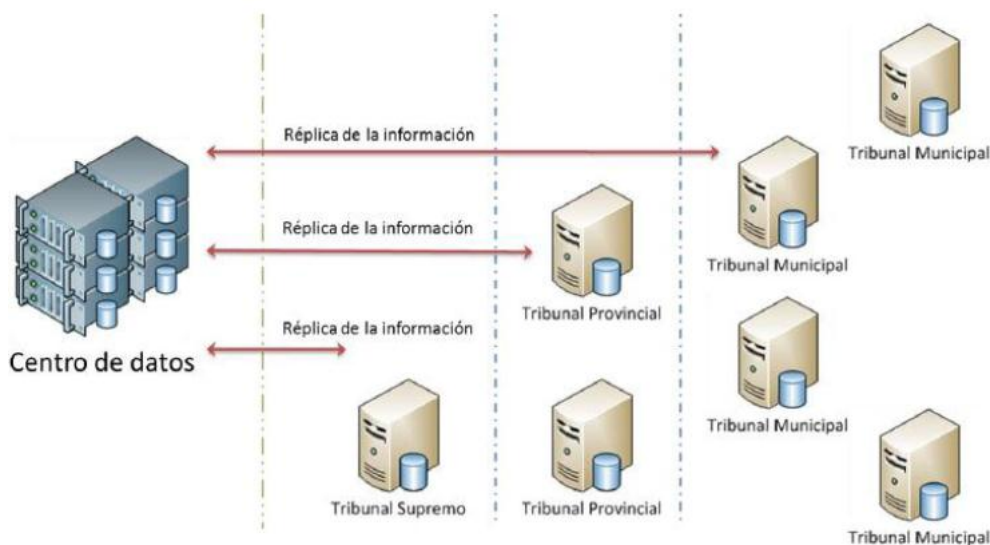 Tribunal Municipal
Réplica de la información
Tribunal Municipal
Réplica de la información
Tribunal Provincial
Réplica de la información
Centro de datos
Tribunal Municipal
Tribunal Supremo
Tribunal Provincial
Tribunal Municipal